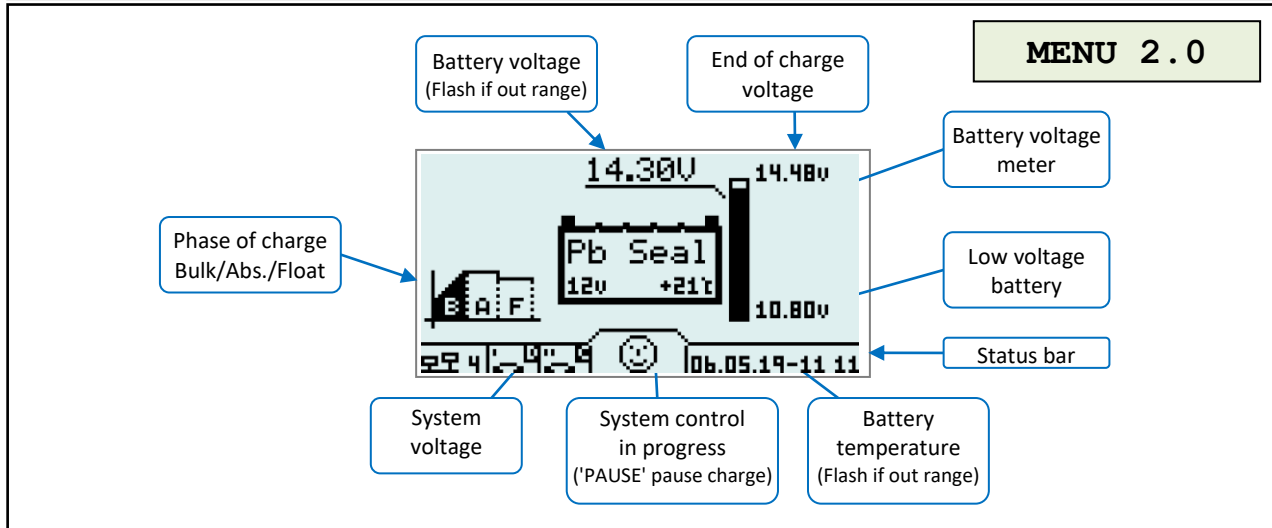 MENU 2.0
Battery voltage
(Flash if out range)
End of charge
voltage
Battery voltage
meter
14.30V
14.48v
Phase of charge
Bulk/Abs./Float
Pb Seal
12v +21℃
B A F
Low voltage
battery
10.80v
Status bar
4
06.05.19-11 11
System
voltage
System control
in progress
('PAUSE' pause charge)
Battery
temperature
(Flash if out range)